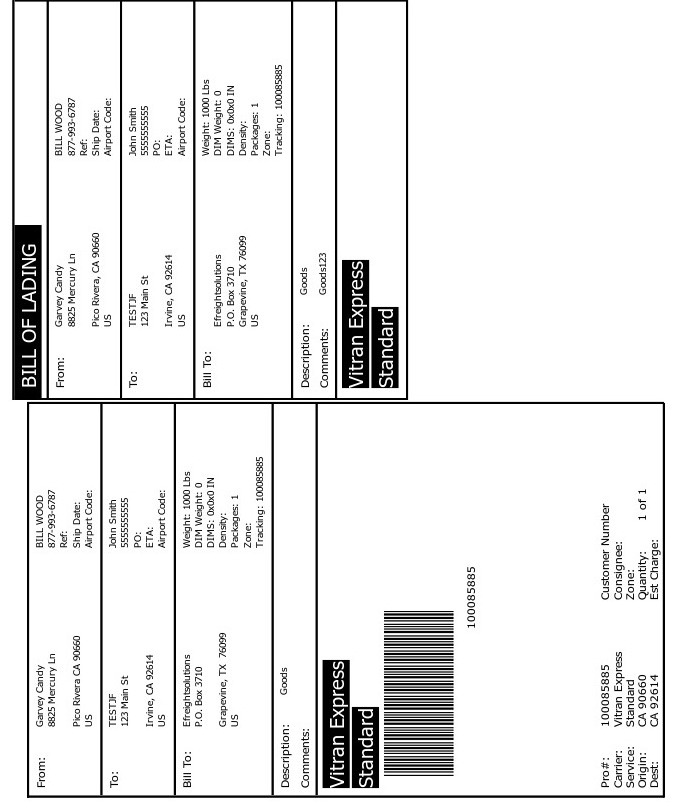 BILL OF LADING
From:
Garvey Candy
8825 Mercury Ln
Pico Rivera, CA 90660
US
BILL WOOD
877-993-6787
Ref:
Ship Date:
Airport Code:
To:
TESTJF
123 Main St
Irvine, CA 92614
US
John Smith
5555555555
PO:
ETA:
Airport Code:
Bill To:
Efreightsolutions
P.O. Box 3710
Grapevine, TX 76099
US
Weight: 1000 Lbs
DIM Weight: 0
DIMS: 0x0x0 IN
Density:
Packages: 1
Zone:
Tracking: 100085885
Description: Goods
Comments: Goods123
Vitran Express
Standard
From:
Garvey Candy
8825 Mercury Ln
Pico Rivera CA 90660
US
BILL WOOD
877-993-6787
Ref:
Ship Date:
Airport Code:
To:
TESTJF
123 Main St
Irvine, CA 92614
US
John Smith
5555555555
PO:
ETA:
Airport Code:
Bill To:
Efreightsolutions
P.O. Box 3710
Grapevine, TX 76099
US
Weight: 1000 Lbs
DIM Weight: 0
DIMS: 0x0x0 IN
Density:
Packages: 1
Zone:
Tracking: 100085885
Description: Goods
Comments:
Vitran Express
Standard
100085885
Pro#: 100085885 Customer Number
Carrier: Vitran Express Consignee:
Service: Standard Zone:
Origin: CA 90660 Quantity: 1 of 1
Dest: CA 92614 Est Charge: